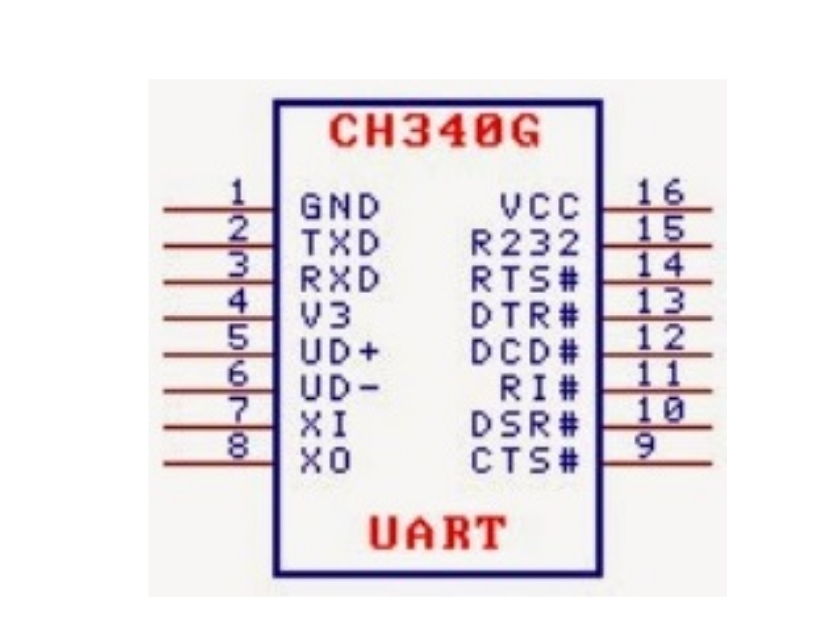 CH340G
1 GND VCC 16
2 TXD R232 15
3 RXD RTS# 14
4 V3 DTR# 13
5 UD+ DCD# 12
6 UD- RI# 11
7 XI DSR# 10
8 XO CTS# 9
UART